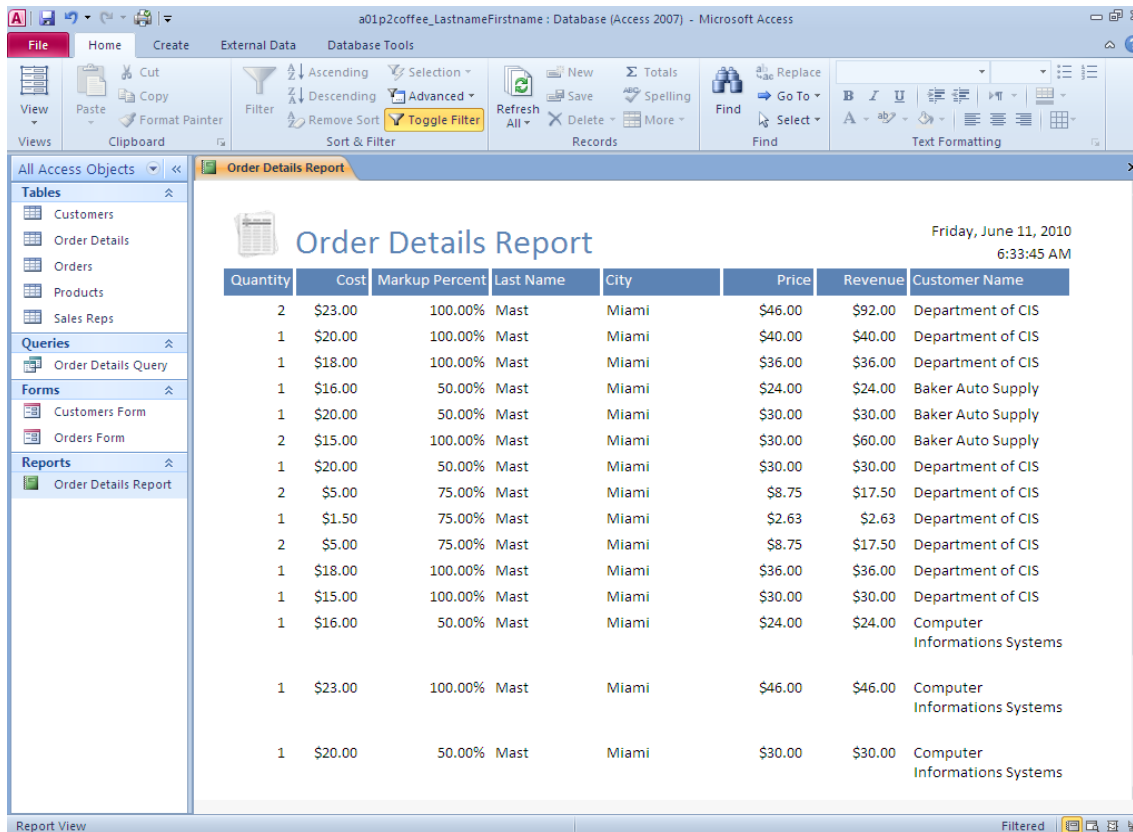 a01p2coffee_LastnameFirstname : Database (Access 2007) - Microsoft Access
File Home Create External Data Database Tools
View
Views
Paste
Cut
Copy
Format Painter
Clipboard
Filter
Ascending
Descending
Remove Sort
Selection
Advanced
Toggle Filter
Sort & Filter
Refresh
All
New
Save
Delete
Totals
Spelling
More
Records
Find
Replace
Go To
Select
Find
B I U
A
Text Formatting
All Access Objects
Tables
Customers
Order Details
Orders
Products
Sales Reps
Queries
Order Details Query
Forms
Customers Form
Orders Form
Reports
Order Details Report
Order Details Report
Order Details Report
Friday, June 11, 2010
6:33:45 AM
Quantity Cost Markup Percent Last Name City Price Revenue Customer Name
2 $23.00 100.00% Mast Miami $46.00 $92.00 Department of CIS
1 $20.00 100.00% Mast Miami $40.00 $40.00 Department of CIS
1 $18.00 100.00% Mast Miami $36.00 $36.00 Department of CIS
1 $16.00 50.00% Mast Miami $24.00 $24.00 Baker Auto Supply
1 $20.00 50.00% Mast Miami $30.00 $30.00 Baker Auto Supply
2 $15.00 100.00% Mast Miami $30.00 $60.00 Baker Auto Supply
1 $20.00 50.00% Mast Miami $30.00 $30.00 Department of CIS
2 $5.00 75.00% Mast Miami $8.75 $17.50 Department of CIS
1 $1.50 75.00% Mast Miami $2.63 $2.63 Department of CIS
2 $5.00 75.00% Mast Miami $8.75 $17.50 Department of CIS
1 $18.00 100.00% Mast Miami $36.00 $36.00 Department of CIS
1 $15.00 100.00% Mast Miami $30.00 $30.00 Department of CIS
1 $16.00 50.00% Mast Miami $24.00 $24.00 Computer
Informations Systems
1 $23.00 100.00% Mast Miami $46.00 $46.00 Computer
Informations Systems
1 $20.00 50.00% Mast Miami $30.00 $30.00 Computer
Informations Systems
Report View
Filtered